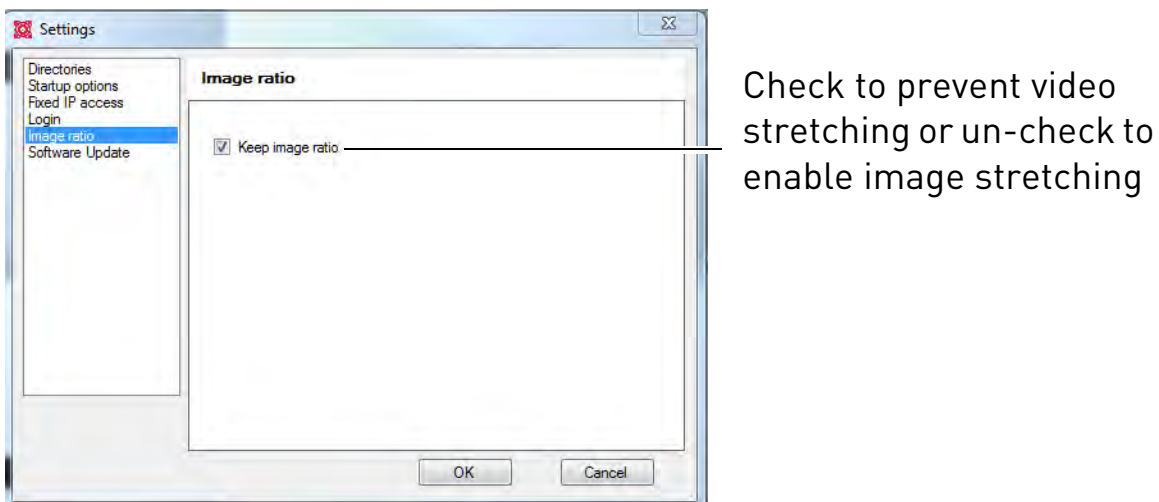 Settings
Directories
Startup options
Fixed IP access
Login
Image ratio
Software Update
Image ratio
Keep image ratio
OK
Cancel
Check to prevent video
stretching or un-check to
enable image stretching